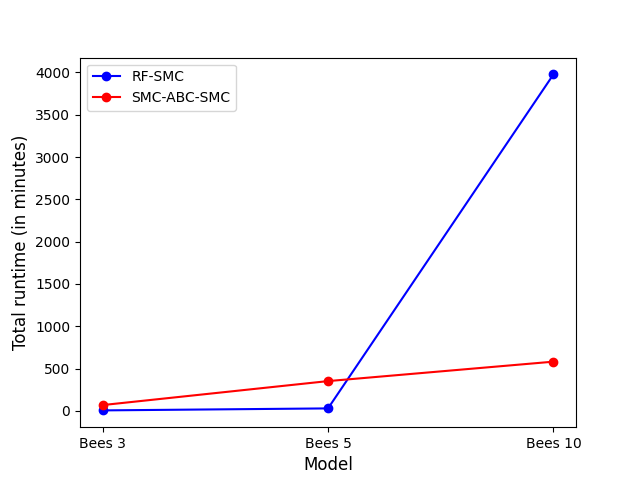 RF-SMC
SMC-ABC-SMC
Total runtime (in minutes)
4000
3500
3000
2500
2000
1500
1000
500
0
Bees 3
Bees 5
Bees 10
Model